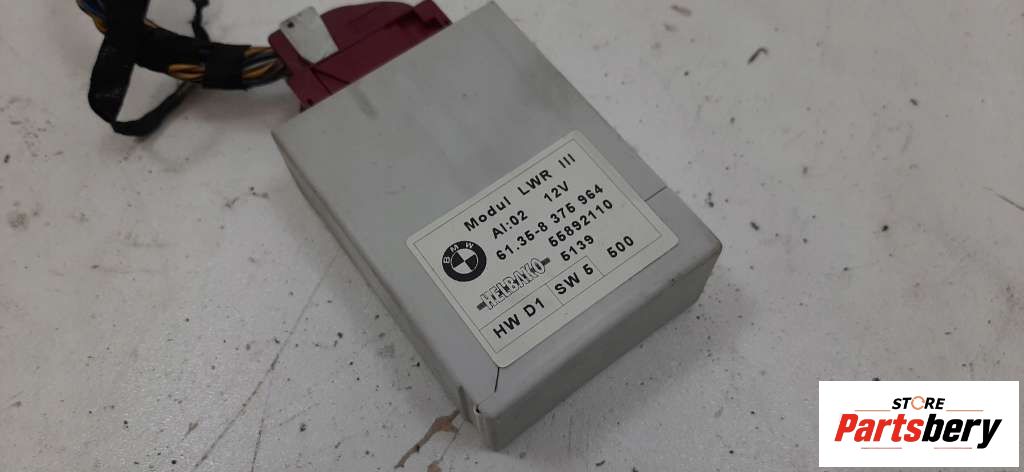 Modul LWR III
AI:02 12V
61.35-8 375 964
BMW
55892110
HELBAKO 5139
HW D1 SW 5 500
STORE
Partsbery